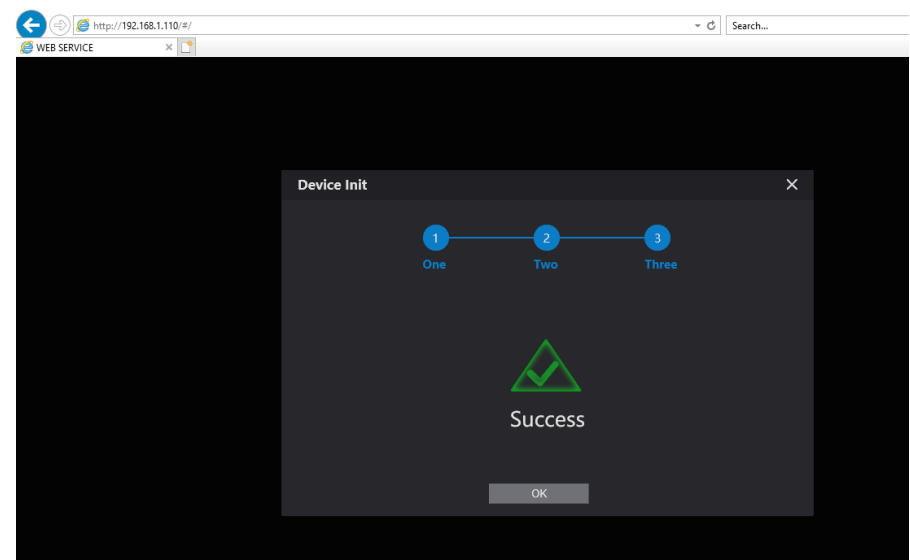 http://192.168.1.110/#/
Search...
WEB SERVICE
Device Init
1
2
3
One
Two
Three
Success
OK